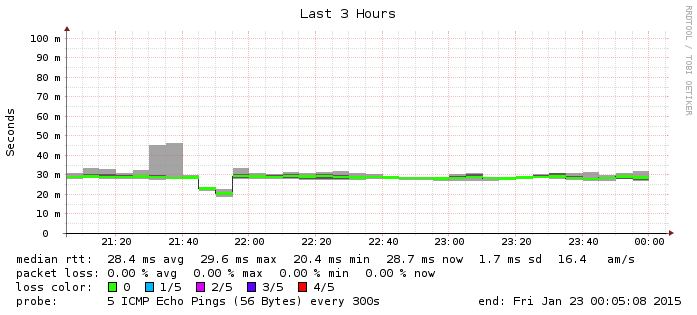 Last 3 Hours
RRDTOOL / TOBI OETIKER
Seconds
100 m
90 m
80 m
70 m
60 m
50 m
40 m
30 m
20 m
10 m
0
21:20 21:40 22:00 22:20 22:40 23:00 23:20 23:40 00:00
median rtt: 28.4 ms avg 29.6 ms max 20.4 ms min 28.7 ms now 1.7 ms sd 16.4 am/s
packet loss: 0.00 % avg 0.00 % max 0.00 % min 0.00 % now
loss color: 0 1/5 2/5 3/5 4/5
probe: 5 ICMP Echo Pings (56 Bytes) every 300s end: Fri Jan 23 00:05:08 2015